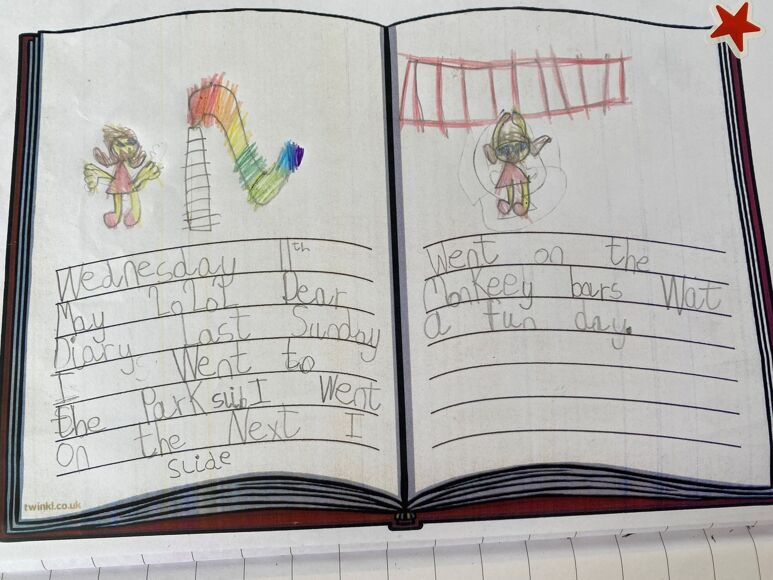 Wednesday 11th
May 2022 Dear
Diary Last Sunday
I Went to
the Park I Went
on the Next I
slide
Went on the
Monkeey bars Wat
a fun day.
twinkl.co.uk